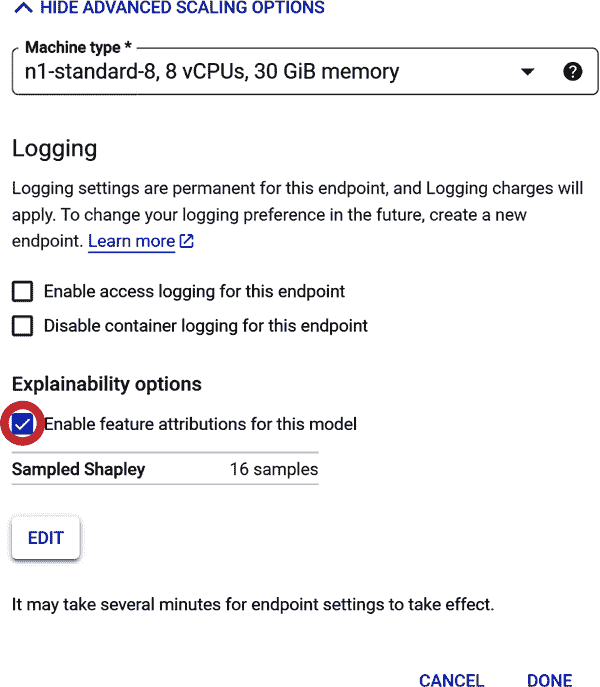 HIDE ADVANCED SCALING OPTIONS
Machine type *
n1-standard-8, 8 vCPUs, 30 GiB memory
?
Logging
Logging settings are permanent for this endpoint, and Logging charges will
apply. To change your logging preference in the future, create a new
endpoint. Learn more
Enable access logging for this endpoint
Disable container logging for this endpoint
Explainability options
Enable feature attributions for this model
Sampled Shapley 16 samples
EDIT
It may take several minutes for endpoint settings to take effect.
CANCEL DONE